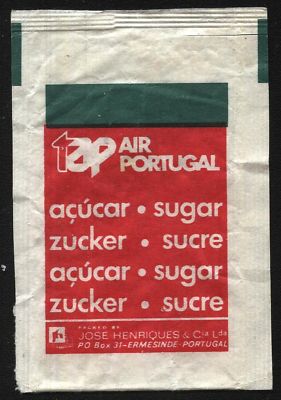 tap AIR
PORTUGAL
açúcar • sugar
zucker • sucre
açúcar • sugar
zucker • sucre
PACKED BY
JOSÉ HENRIQUES & Cia Lda
PO Box 31-ERMESINDE-PORTUGAL